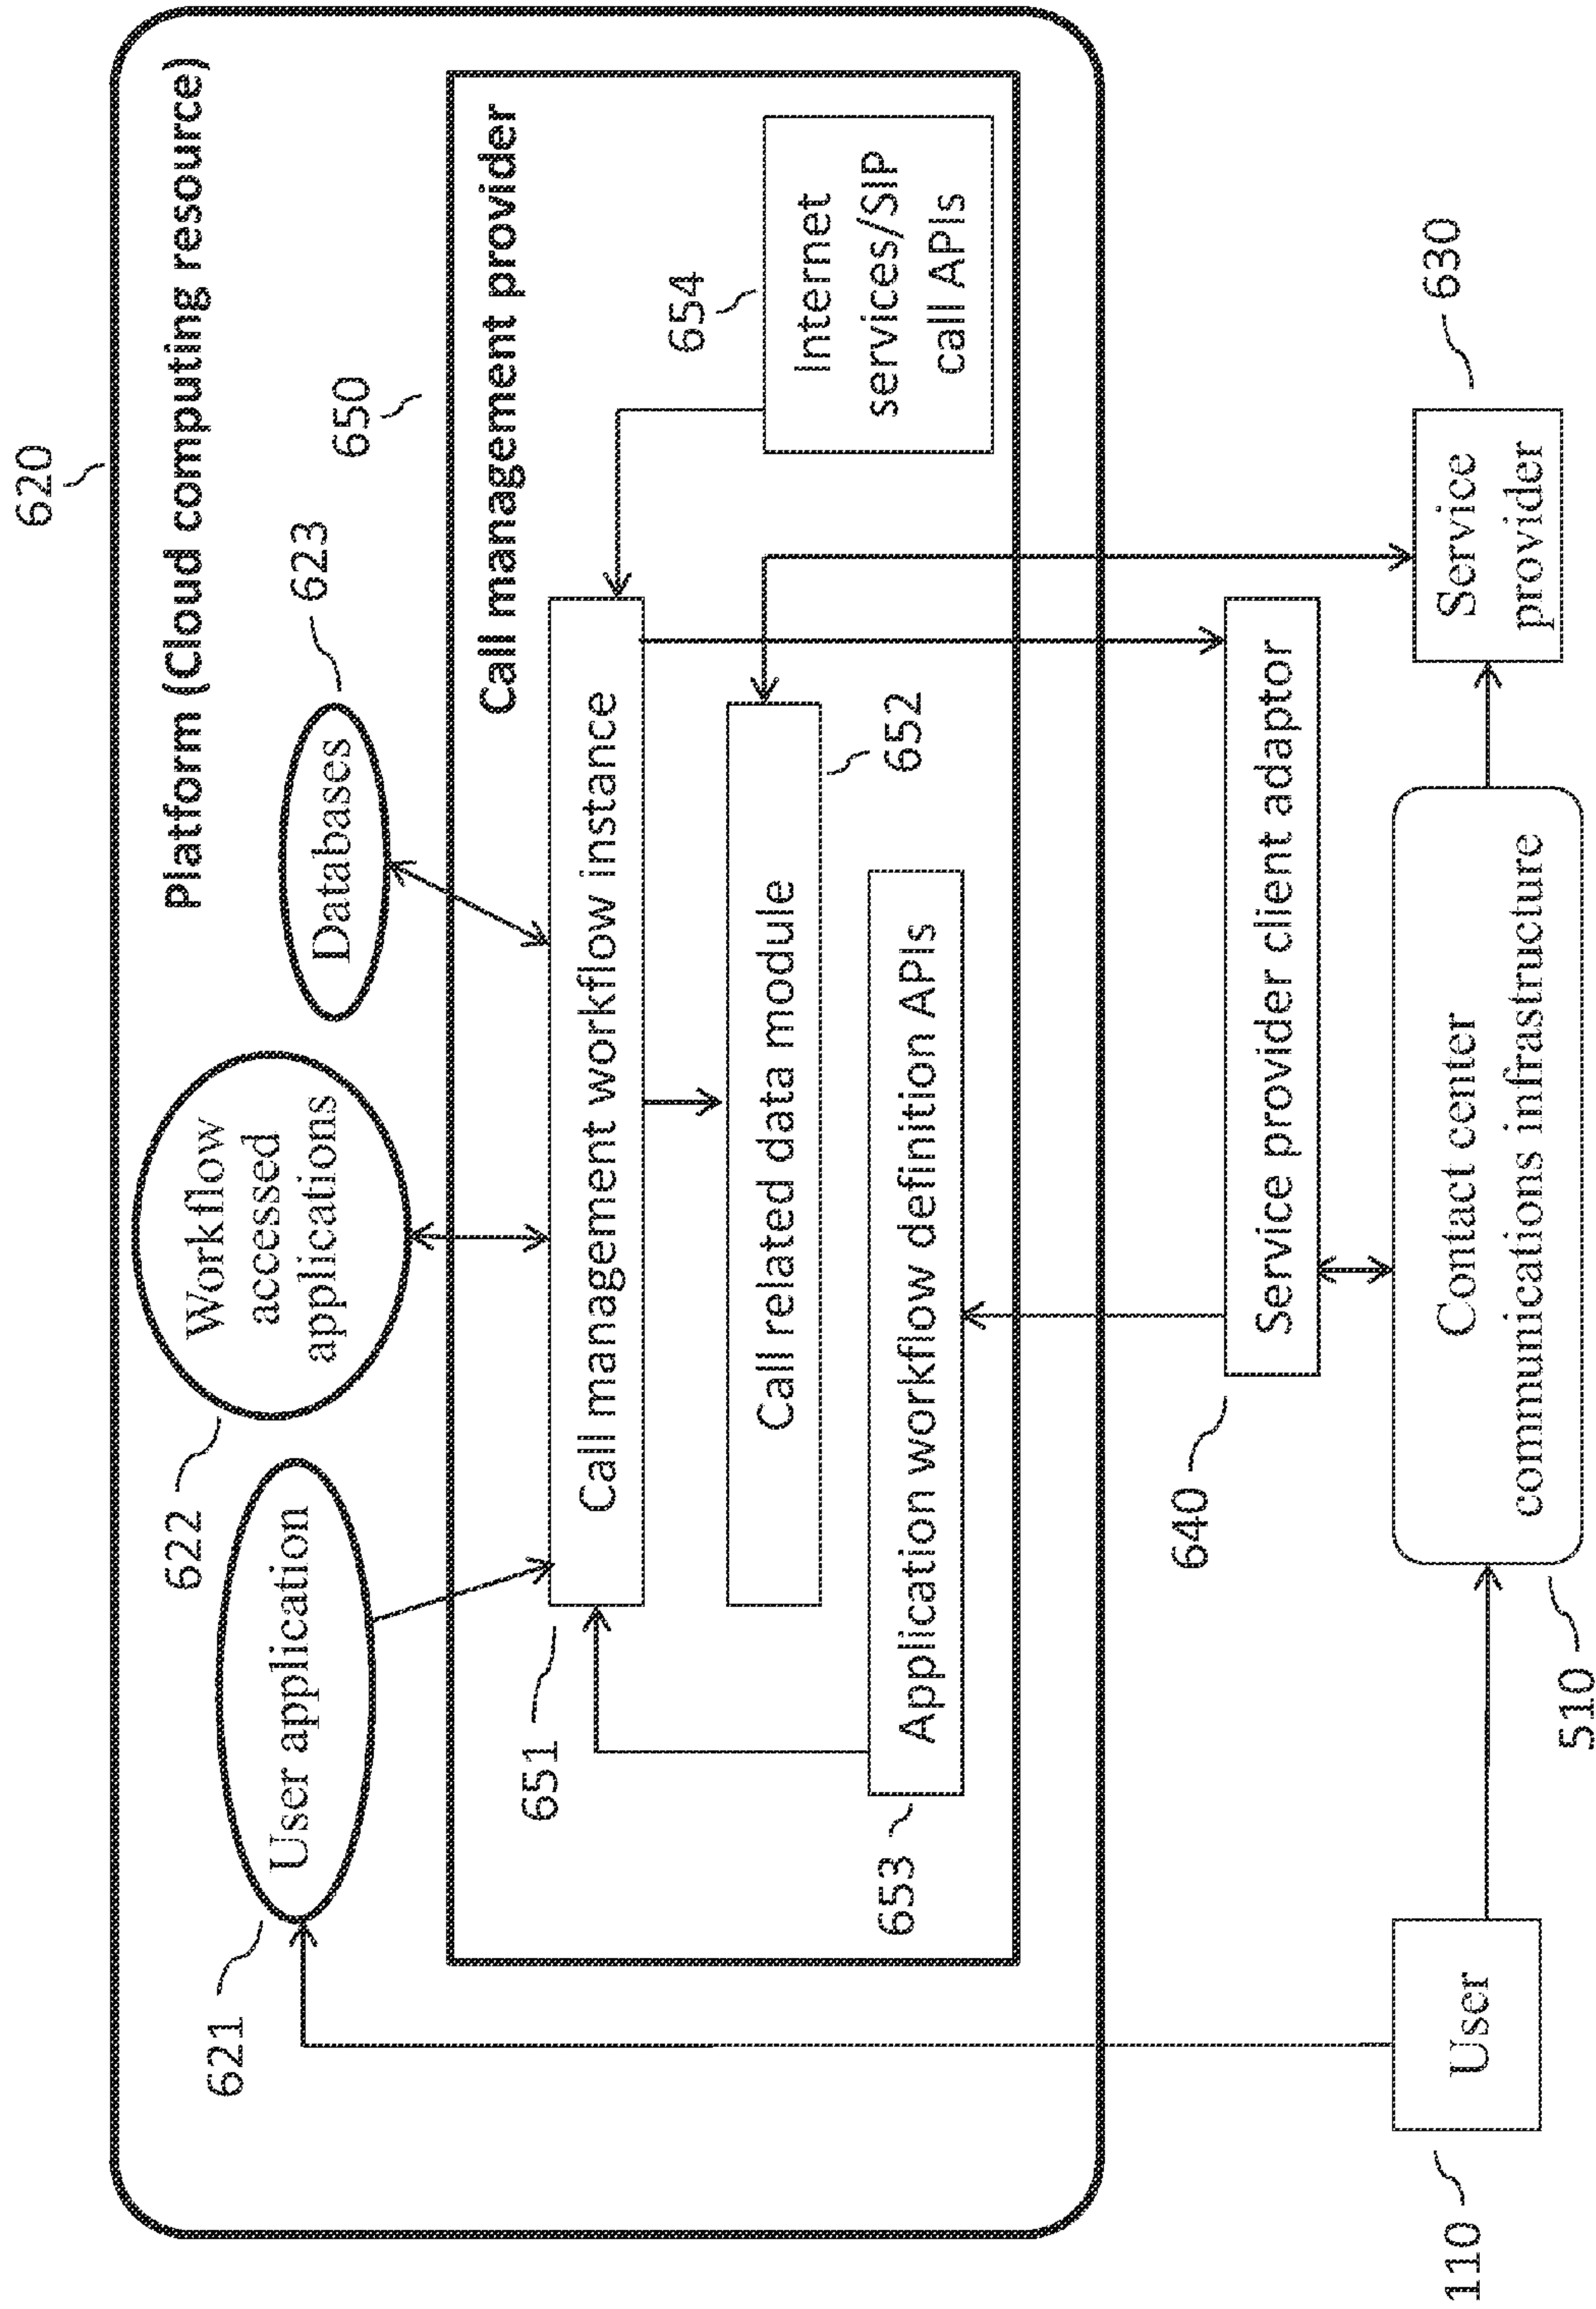 620
Platform (Cloud computing resource)
621
User application
622
Workflow
accessed
applications
623
Databases
650
Call management provider
651
Call management workflow instance
Call related data module
652
653
Application workflow definition APIs
654
Internet
services/SIP
call APIs
640
Service provider client adaptor
110
User
510
Contact center
communications infrastructure
Service
provider
630